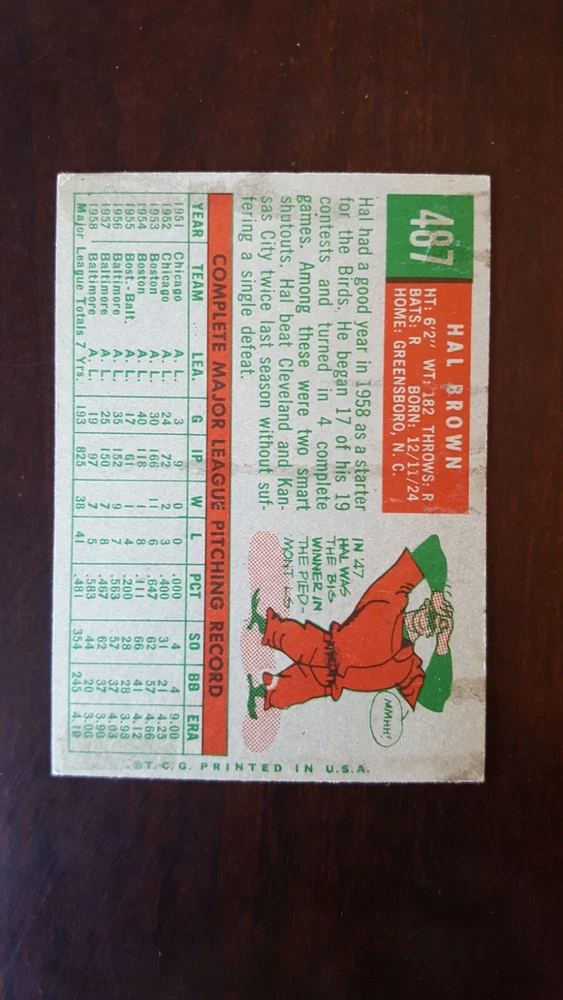 487
HAL BROWN
HT: 6'2" WT: 182 THROWS: R
BATS: R BORN: 12/11/24
HOME: GREENSBORO, N. C.
Hal had a good year in 1958 as a starter
for the Birds. He began 17 of his 19
contests and turned in 4 complete
games. Among these were two smart
shutouts. Hal beat Cleveland and Kan-
sas City twice last season without suf-
fering a single defeat.
IN '47
HAL WAS
THE BIG
WINNER IN
THE PIED-
MONT LG.
MMHH!
COMPLETE MAJOR LEAGUE PITCHING RECORD
YEAR TEAM LEA. G IP W L PCT SO BB ERA
1951 Chicago A. L. 3 9 0 0 .000 4 4 9.00
1952 Chicago A. L. 24 72 2 3 .400 31 21 4.25
1953 Boston A. L. 30 166 11 6 .647 62 57 4.66
1954 Boston A. L. 40 118 1 8 .111 66 41 4.12
1955 Bost.-Balt. A. L. 17 61 1 4 .200 28 28 3.98
1956 Baltimore A. L. 35 152 9 7 .563 57 37 4.03
1957 Baltimore A. L. 25 150 7 8 .467 62 37 3.90
1958 Baltimore A. L. 19 97 7 5 .583 44 20 3.06
Major League Totals 7 Yrs. 193 825 38 41 .481 354 245 4.10
©T. C. G. PRINTED IN U.S.A.